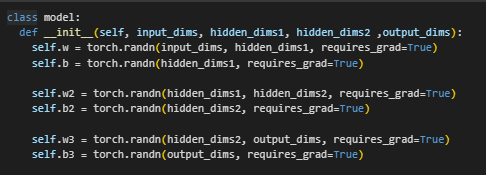 class model:
  def __init__(self, input_dims, hidden_dims1, hidden_dims2 ,output_dims):
    self.w = torch.randn(input_dims, hidden_dims1, requires_grad=True)
    self.b = torch.randn(hidden_dims1, requires_grad=True)

    self.w2 = torch.randn(hidden_dims1, hidden_dims2, requires_grad=True)
    self.b2 = torch.randn(hidden_dims2, requires_grad=True)

    self.w3 = torch.randn(hidden_dims2, output_dims, requires_grad=True)
    self.b3 = torch.randn(output_dims, requires_grad=True)